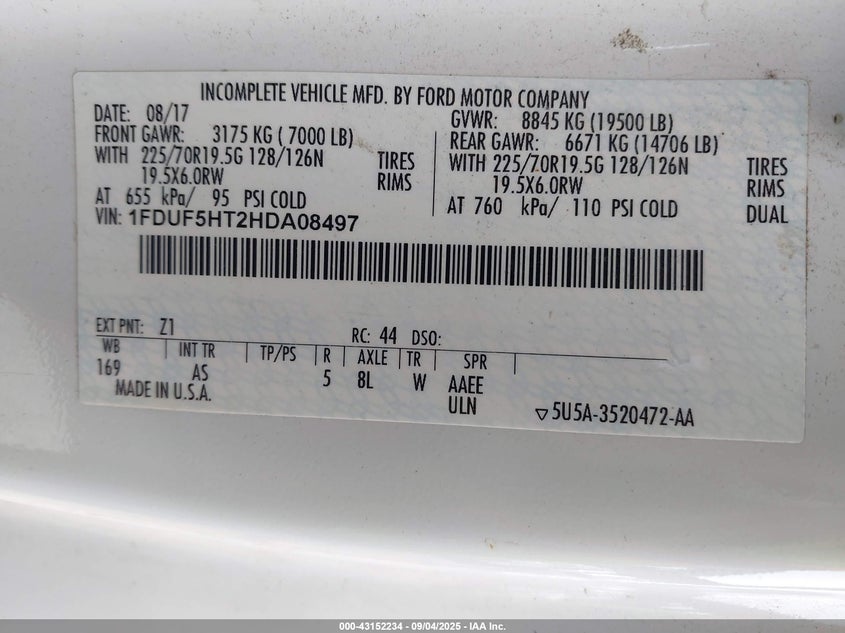 INCOMPLETE VEHICLE MFD. BY FORD MOTOR COMPANY
DATE: 08/17
FRONT GAWR: 3175 KG ( 7000 LB)
WITH 225/70R19.5G 128/126N TIRES
19.5X6.0RW RIMS
AT 655 kPa/ 95 PSI COLD
GVWR: 8845 KG (19500 LB)
REAR GAWR: 6671 KG (14706 LB)
WITH 225/70R19.5G 128/126N TIRES
19.5X6.0RW RIMS
AT 760 kPa/ 110 PSI COLD DUAL
VIN: 1FDUF5HT2HDA08497
EXT PNT: Z1 RC: 44 DSO:
WB INT TR TP/PS R AXLE TR SPR
169 AS 5 8L W AAEE
MADE IN U.S.A. ULN
▽5U5A-3520472-AA
000-43152234 - 09/04/2025 - IAA Inc.